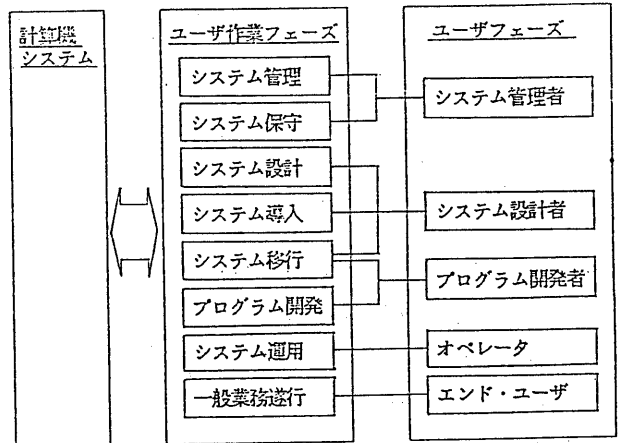 計算機
システム
ユーザ作業フェーズ
システム管理
システム保守
システム設計
システム導入
システム移行
プログラム開発
システム運用
一般業務遂行
ユーザフェーズ
システム管理者
システム設計者
プログラム開発者
オペレータ
エンド・ユーザ